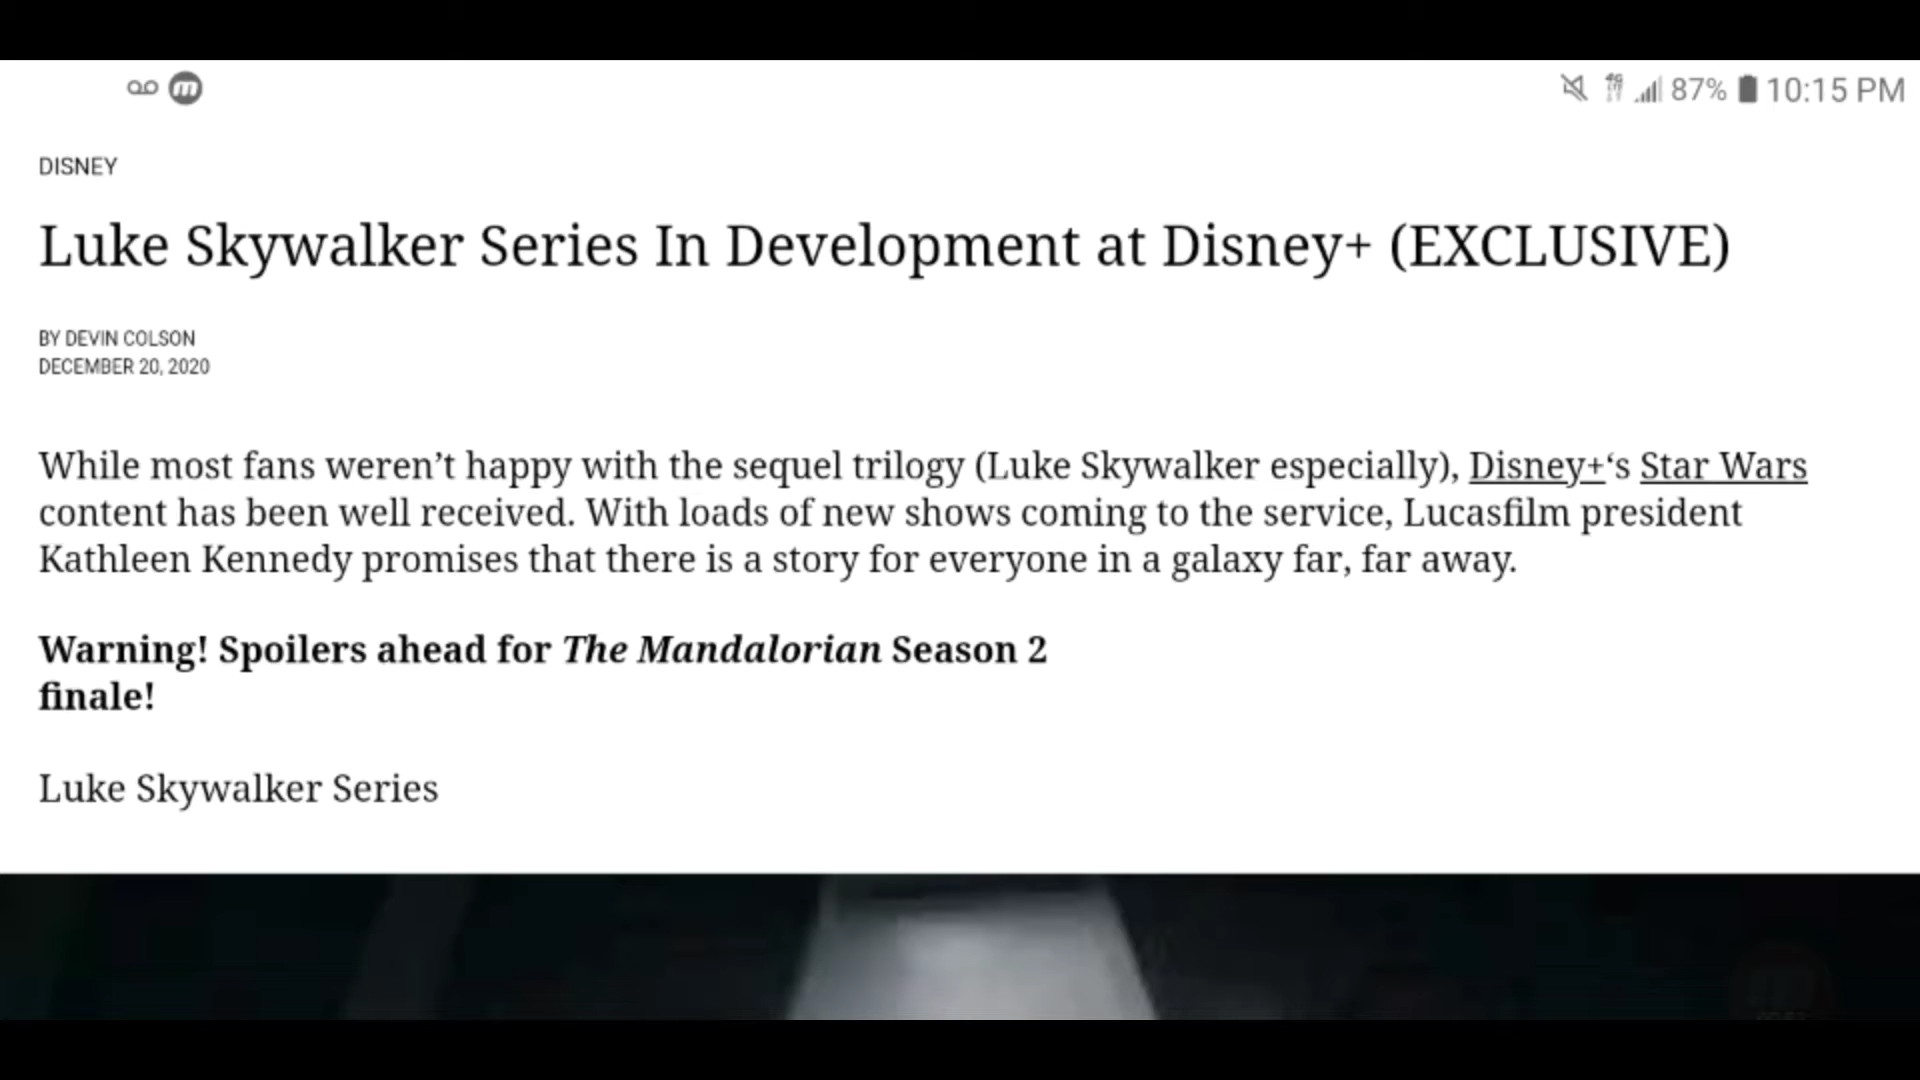 87% 10:15 PM
DISNEY
Luke Skywalker Series In Development at Disney+ (EXCLUSIVE)
BY DEVIN COLSON
DECEMBER 20, 2020
While most fans weren’t happy with the sequel trilogy (Luke Skywalker especially), Disney+‘s Star Wars
content has been well received. With loads of new shows coming to the service, Lucasfilm president
Kathleen Kennedy promises that there is a story for everyone in a galaxy far, far away.
Warning! Spoilers ahead for The Mandalorian Season 2
finale!
Luke Skywalker Series